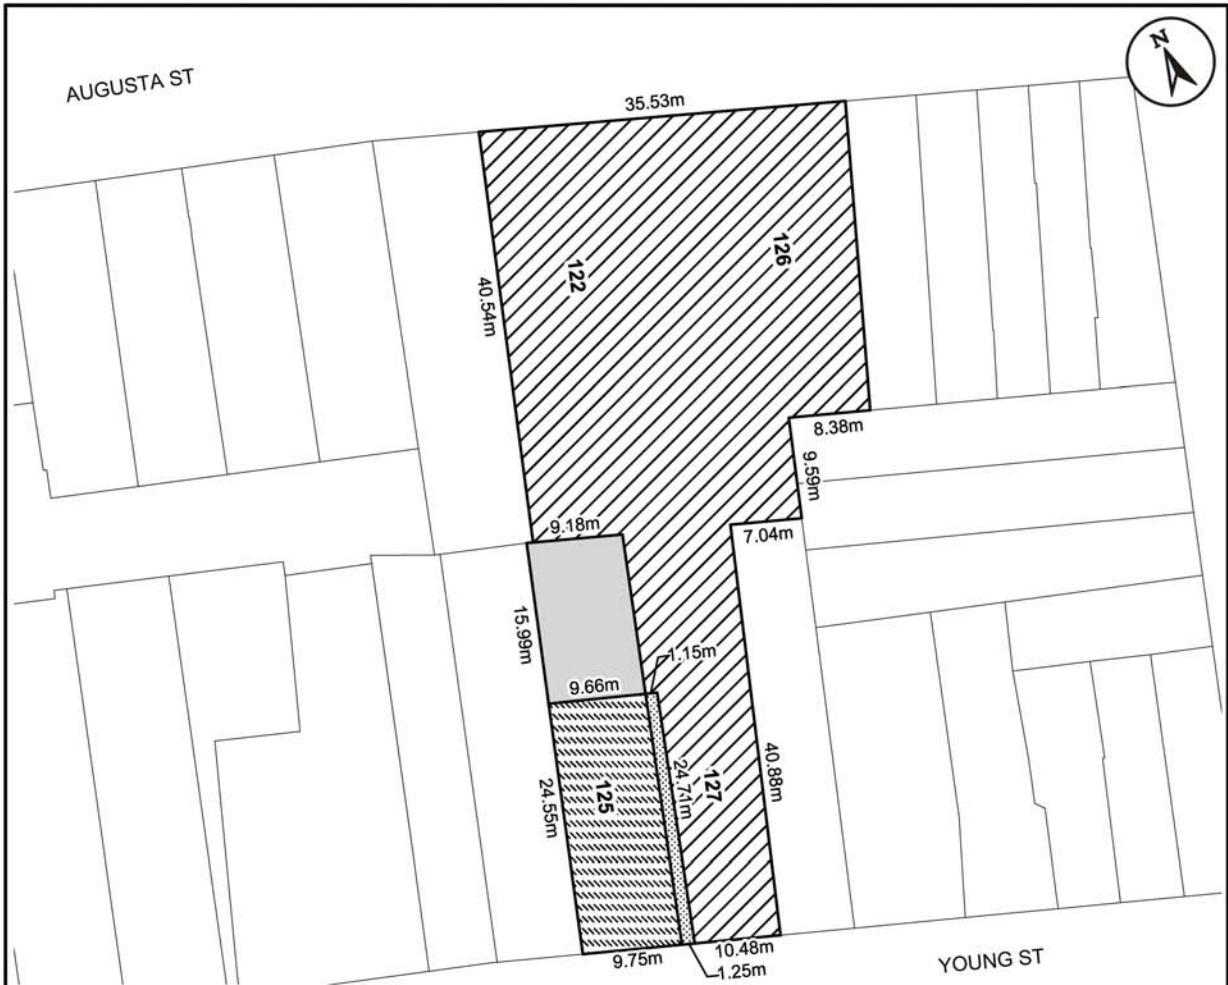 N
AUGUSTA ST
35.53m
126
122
40.54m
8.38m
9.59m
9.18m
7.04m
15.99m
1.15m
9.66m
40.88m
24.71m
127
125
24.55m
10.48m
9.75m
1.25m
YOUNG ST